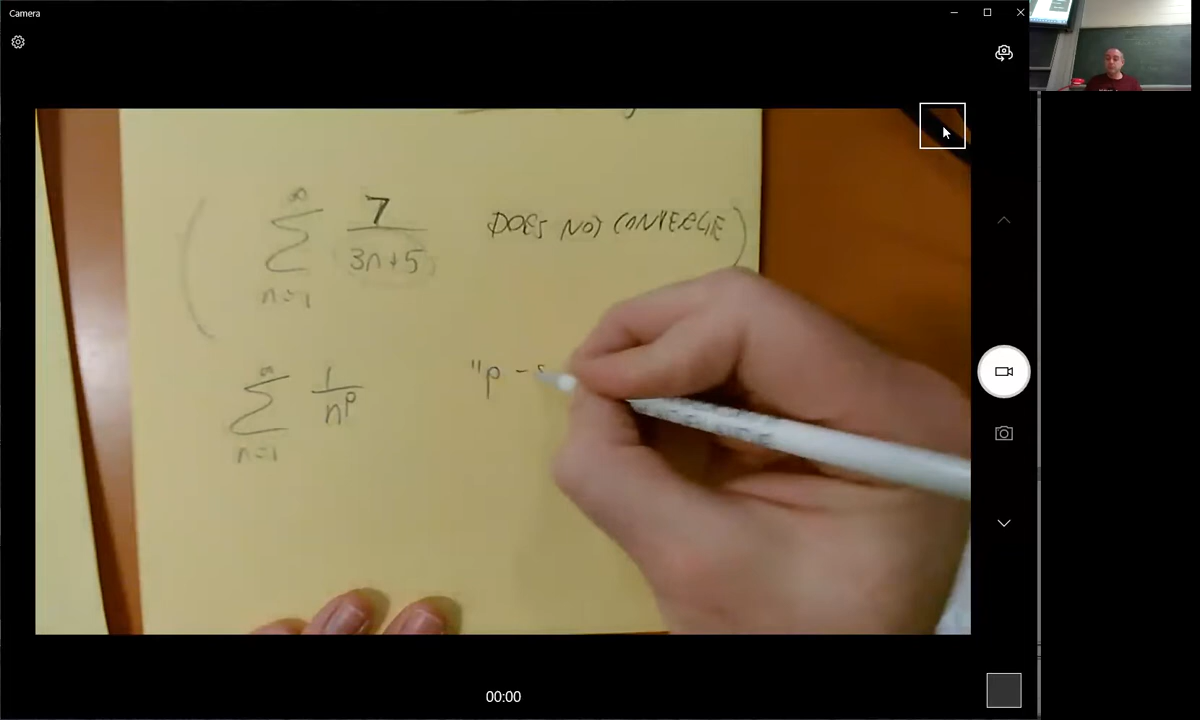 Camera
∞
Σ 7/(3n+5) DOES NOT CONVERGE
n=1
∞
Σ 1/n^p "p - s
n=1
00:00